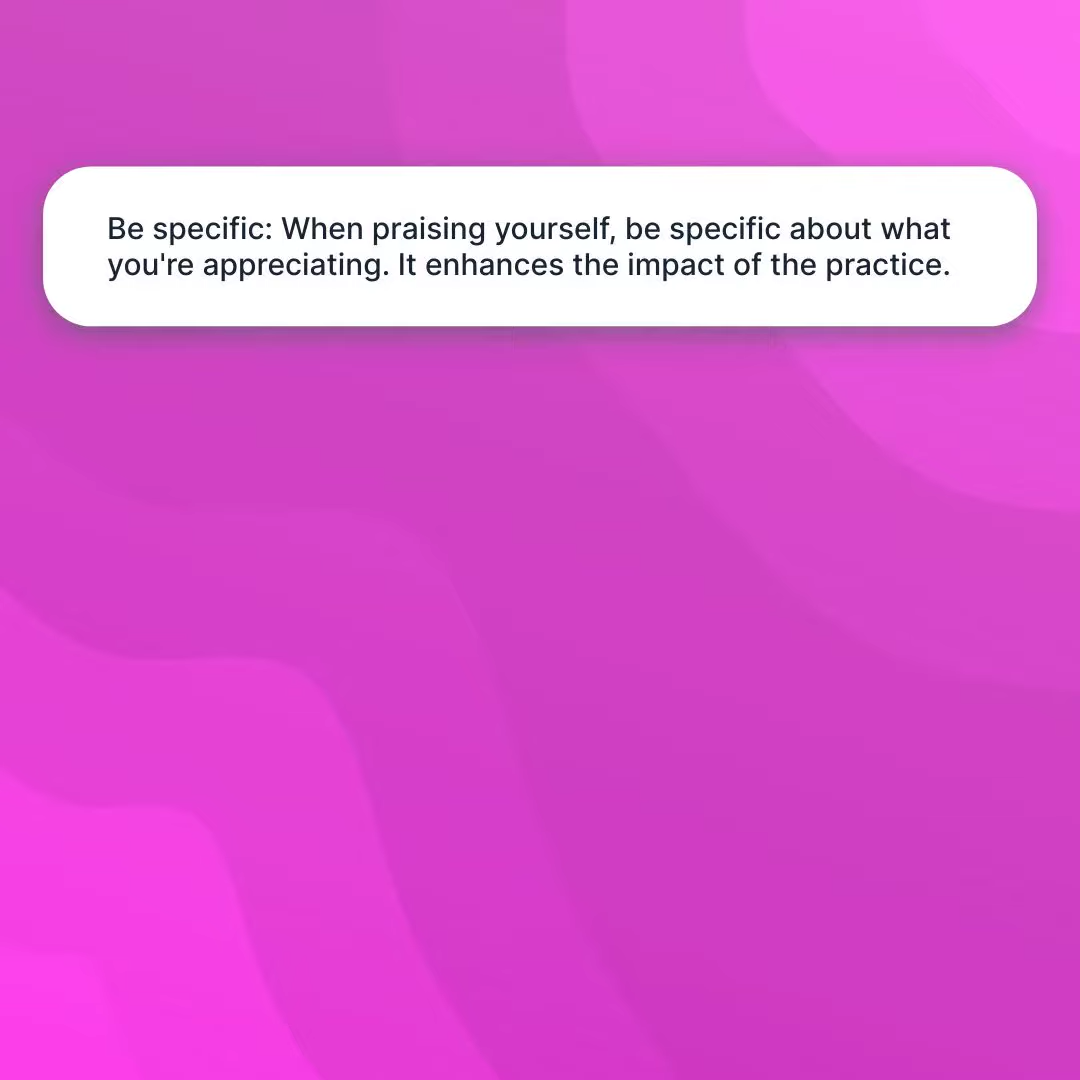 Be specific: When praising yourself, be specific about what
you're appreciating. It enhances the impact of the practice.